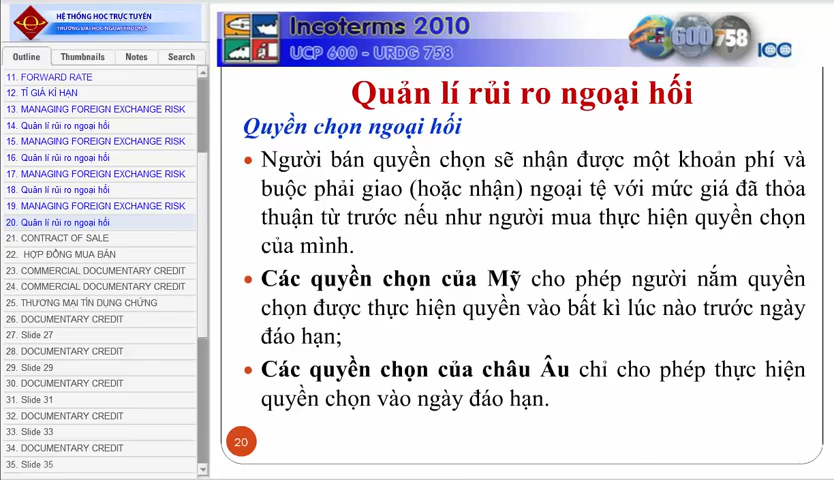 HỆ THỐNG HỌC TRỰC TUYẾN
TRƯỜNG ĐẠI HỌC NGOẠI THƯƠNG
Outline
Thumbnails
Notes
Search
11. FORWARD RATE
12. TỈ GIÁ KÌ HẠN
13. MANAGING FOREIGN EXCHANGE RISK
14. Quản lí rủi ro ngoại hối
15. MANAGING FOREIGN EXCHANGE RISK
16. Quản lí rủi ro ngoại hối
17. MANAGING FOREIGN EXCHANGE RISK
18. Quản lí rủi ro ngoại hối
19. MANAGING FOREIGN EXCHANGE RISK
20. Quản lí rủi ro ngoại hối
21. CONTRACT OF SALE
22. HỢP ĐỒNG MUA BÁN
23. COMMERCIAL DOCUMENTARY CREDIT
24. COMMERCIAL DOCUMENTARY CREDIT
25. THƯƠNG MẠI TÍN DỤNG CHỨNG
26. DOCUMENTARY CREDIT
27. Slide 27
28. DOCUMENTARY CREDIT
29. Slide 29
30. DOCUMENTARY CREDIT
31. Slide 31
32. DOCUMENTARY CREDIT
33. Slide 33
34. DOCUMENTARY CREDIT
35. Slide 35
Incoterms 2010
UCP 600 - URDG 758
600 758
ICC
Quản lí rủi ro ngoại hối
Quyền chọn ngoại hối
• Người bán quyền chọn sẽ nhận được một khoản phí và
buộc phải giao (hoặc nhận) ngoại tệ với mức giá đã thỏa
thuận từ trước nếu như người mua thực hiện quyền chọn
của mình.
• Các quyền chọn của Mỹ cho phép người nắm quyền
chọn được thực hiện quyền vào bất kì lúc nào trước ngày
đáo hạn;
• Các quyền chọn của châu Âu chỉ cho phép thực hiện
quyền chọn vào ngày đáo hạn.
20